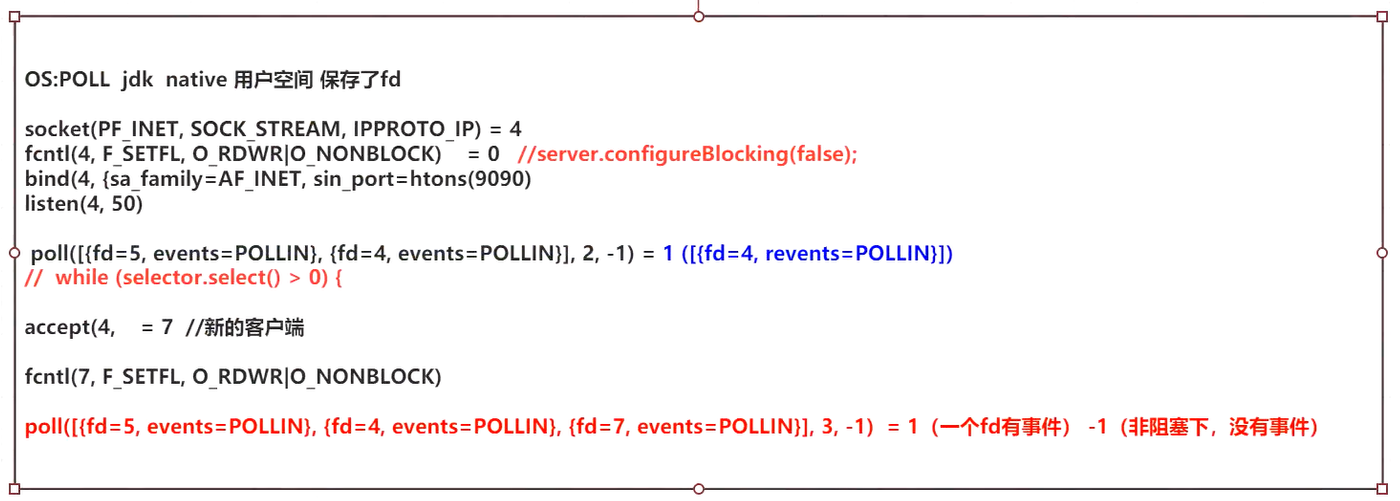 OS:POLL jdk native 用户空间 保存了fd
socket(PF_INET, SOCK_STREAM, IPPROTO_IP) = 4
fcntl(4, F_SETFL, O_RDWR|O_NONBLOCK) = 0 //server.configureBlocking(false);
bind(4, {sa_family=AF_INET, sin_port=htons(9090)
listen(4, 50)
poll([{fd=5, events=POLLIN}, {fd=4, events=POLLIN}], 2, -1) = 1 ([{fd=4, revents=POLLIN}])
// while (selector.select() > 0) {
accept(4, = 7 //新的客户端
fcntl(7, F_SETFL, O_RDWR|O_NONBLOCK)
poll([{fd=5, events=POLLIN}, {fd=4, events=POLLIN}, {fd=7, events=POLLIN}], 3, -1) = 1（一个fd有事件） -1（非阻塞下，没有事件）